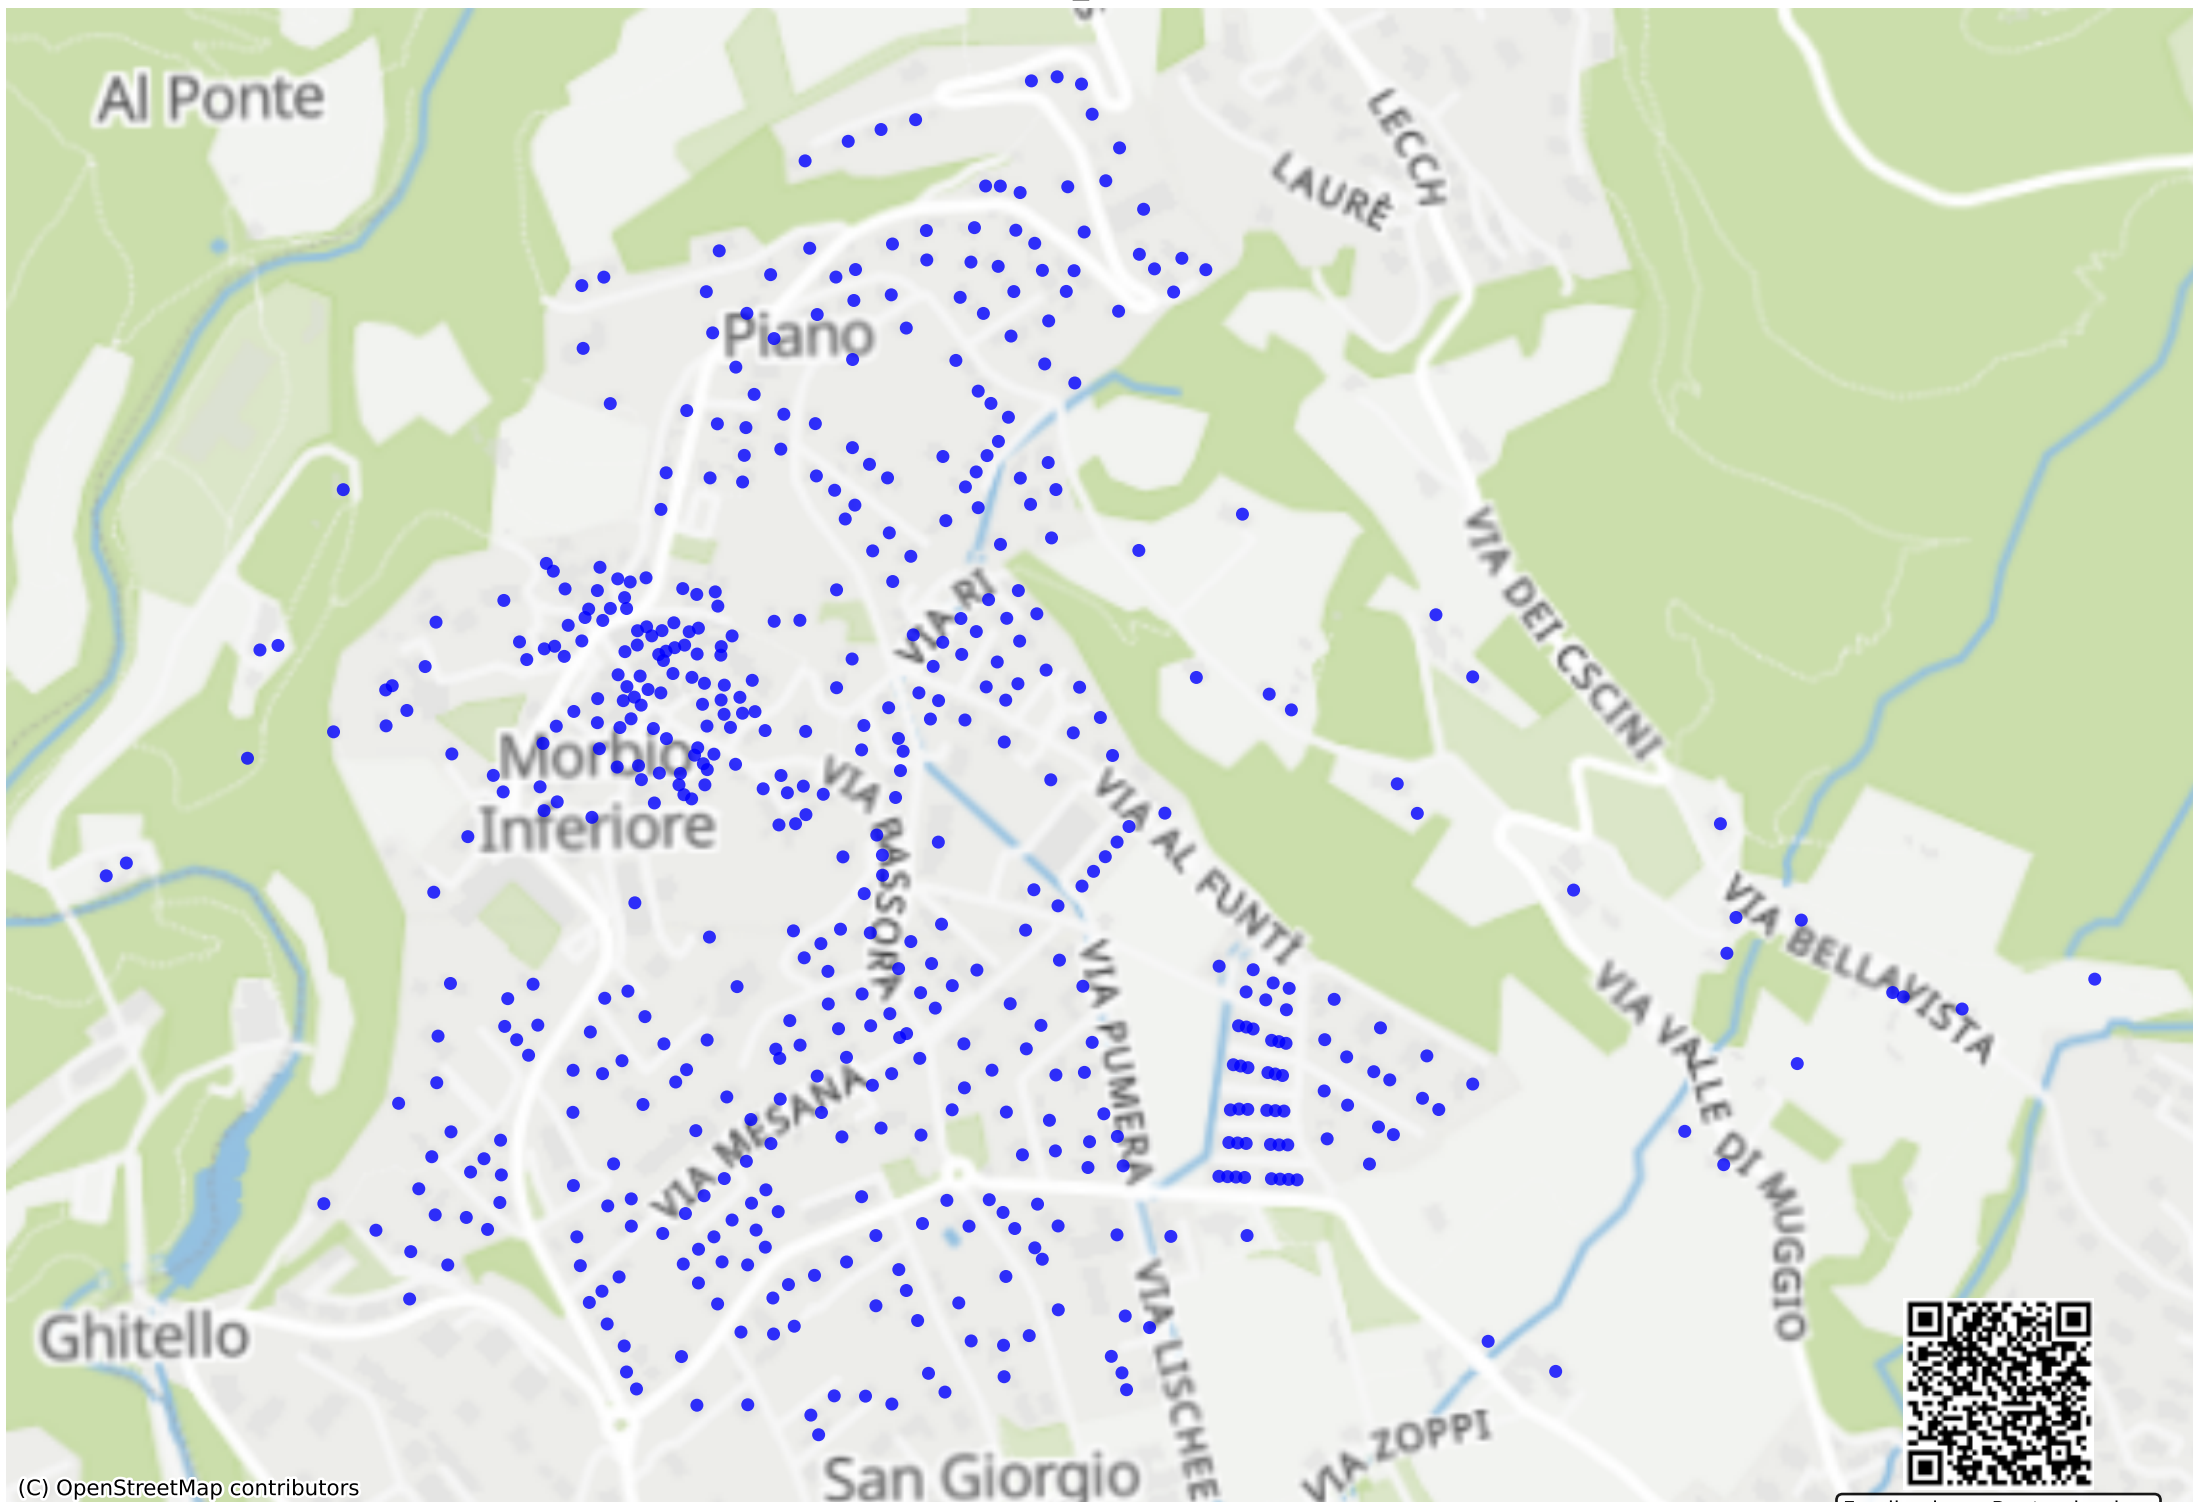 Al Ponte
LECCH
LAURÈ
Piano
VIA DEI CSCINI
VIA RI
Morbio
Inferiore
VIA BASSORA
VIA AL FUNTÌ
VIA BELLAVISTA
VIA PUMERA
VIA VALLE DI MUGGIO
VIA MESANA
Ghitello
VIA LISCHEE
VIA ZOPPI
San Giorgio
(C) OpenStreetMap contributors